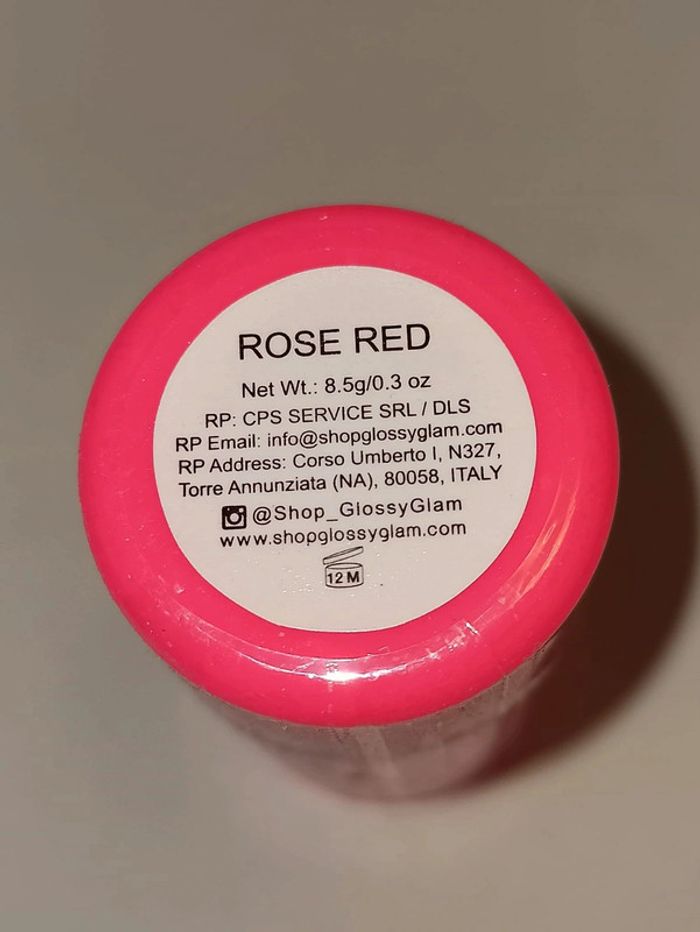 ROSE RED
Net Wt.: 8.5g/0.3 oz
RP: CPS SERVICE SRL / DLS
RP Email: info@shopglossyglam.com
RP Address: Corso Umberto I, N327,
Torre Annunziata (NA), 80058, ITALY
@Shop_GlossyGlam
www.shopglossyglam.com
12 M